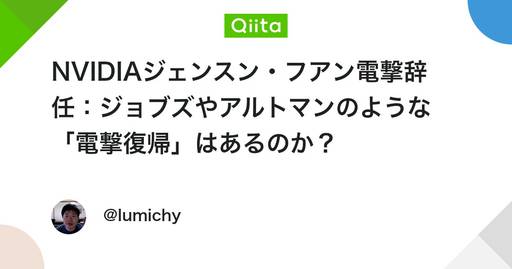 Qiita
NVIDIAジェンスン・フアン電撃辞
任：ジョブズやアルトマンのような
「電撃復帰」はあるのか？
@lumichy